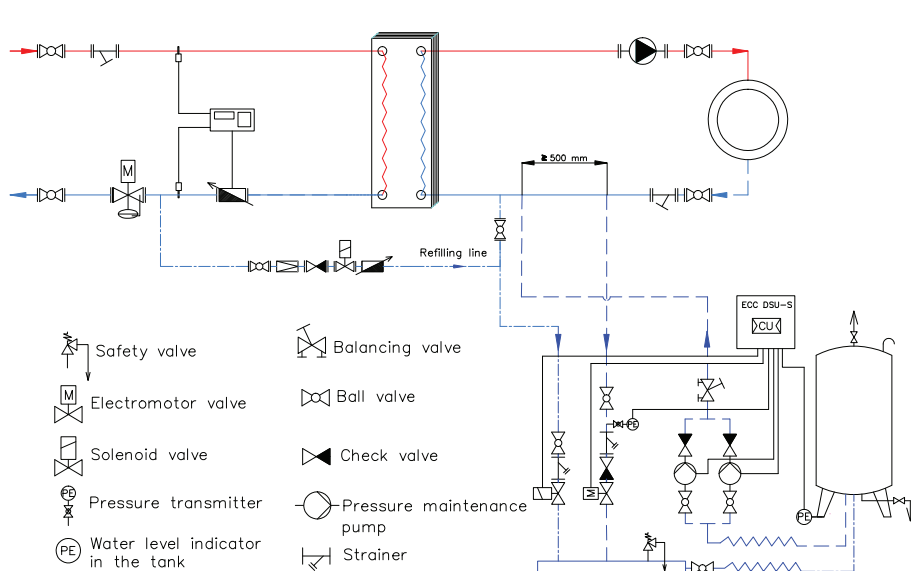 ≥ 500 mm
M
Refilling line
ECC DSU-S
CU
Safety valve
Balancing valve
M
Electromotor valve
Ball valve
PE
Solenoid valve
Check valve
PE
Pressure transmitter
M
Pressure maintenance
pump
PE
PE
Water level indicator
in the tank
Strainer